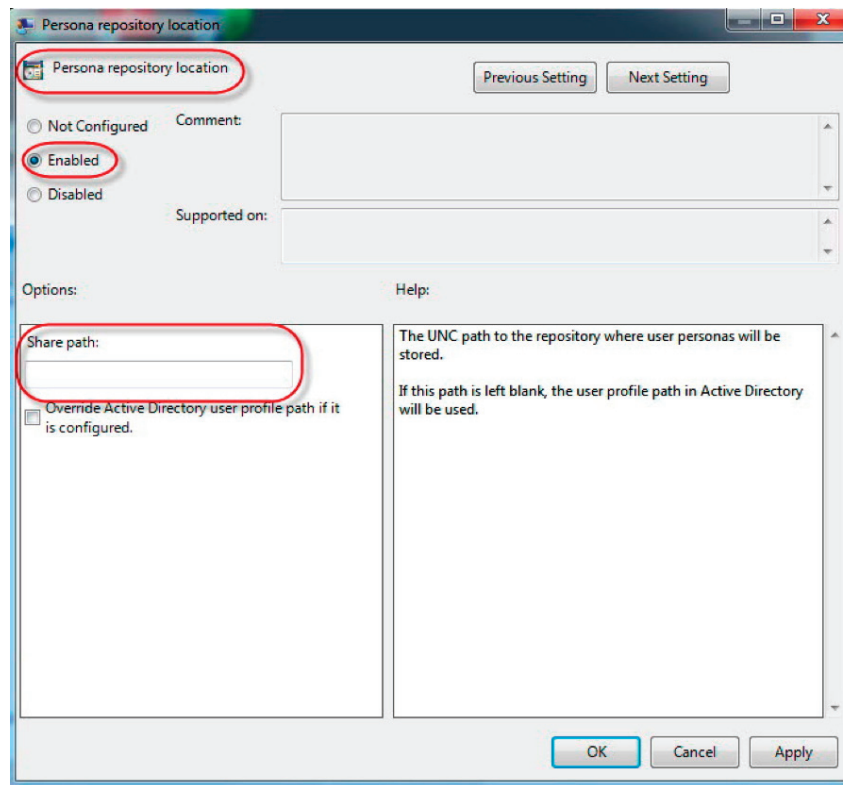 Persona repository location
Persona repository location
Previous Setting
Next Setting
Not Configured
Comment:
Enabled
Disabled
Supported on:
Options:
Help:
Share path:
Override Active Directory user profile path if it
is configured.
The UNC path to the repository where user personas will be
stored.
If this path is left blank, the user profile path in Active Directory
will be used.
OK
Cancel
Apply